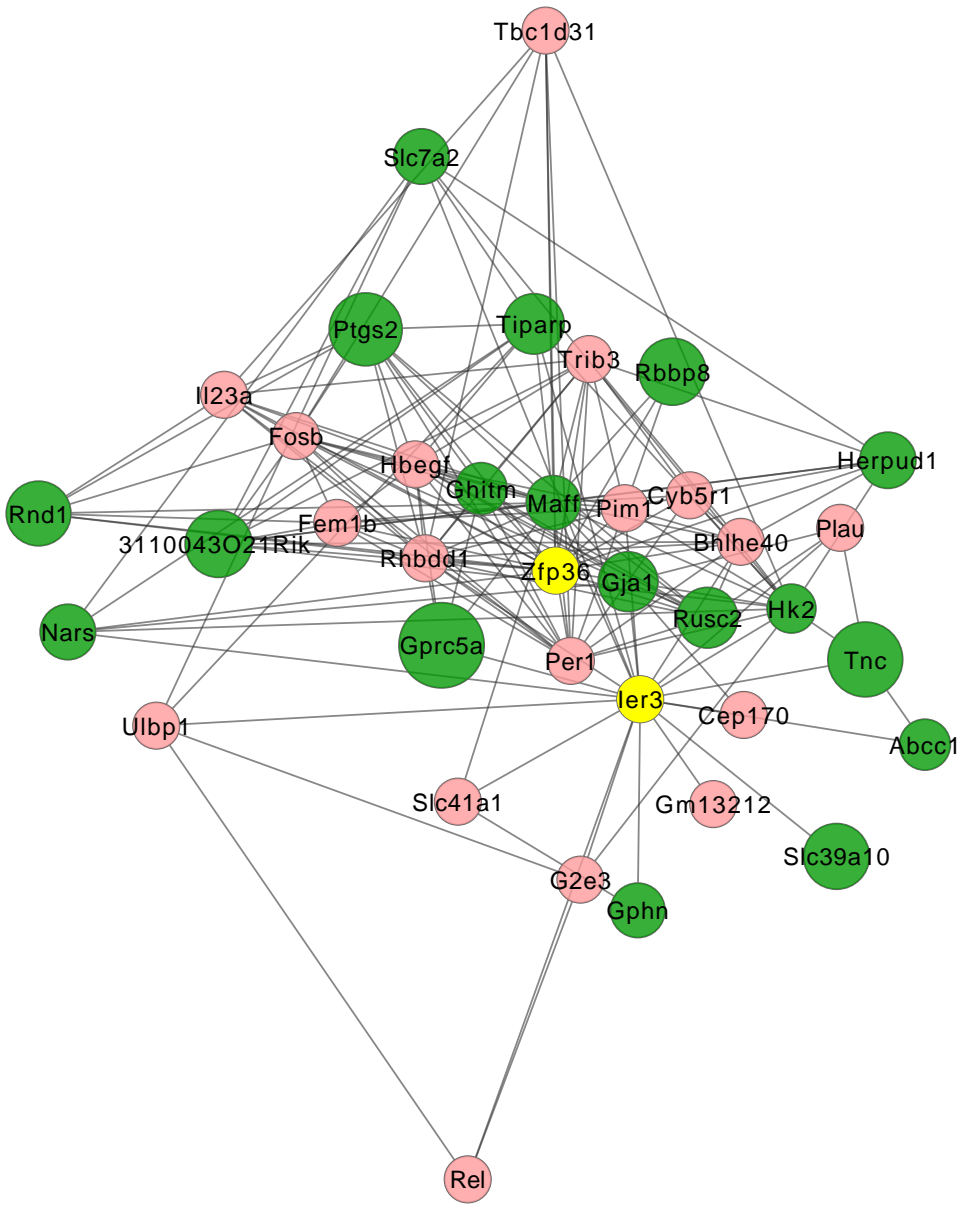 Tbc1d31
Slc7a2
Ptgs2
Tiparp
Trib3
Rbbp8
Il23a
Fosb
Hbegf
Herpud1
Ghitm
Maff
Pim1
Cyb5r1
Rnd1
Fem1b
Plau
3110043O21Rik
Rhbdd1
Bhlhe40
Zfp36
Gja1
Hk2
Rusc2
Nars
Gprc5a
Per1
Tnc
Ier3
Cep170
Ulbp1
Abcc1
Slc41a1
Gm13212
Slc39a10
G2e3
Gphn
Rel